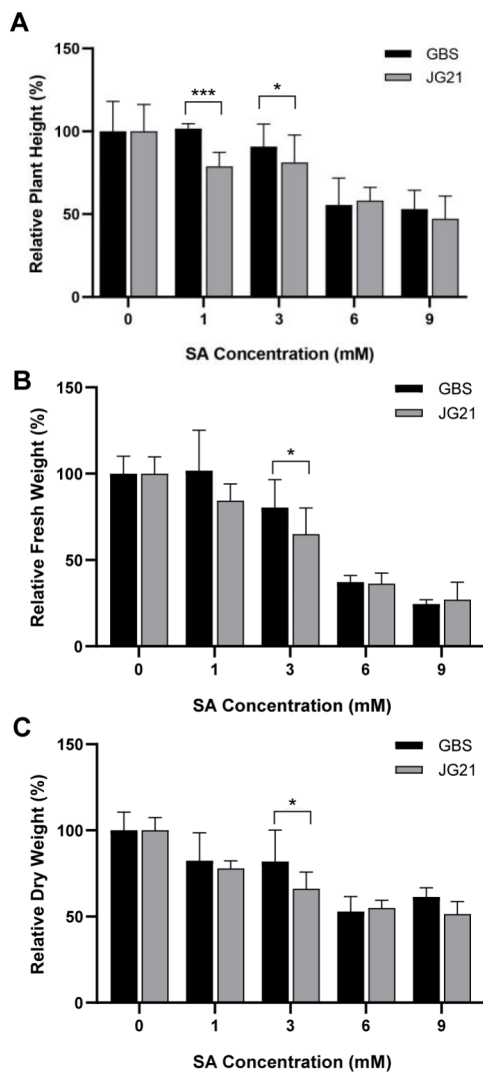 A
Relative Plant Height (%)
150
100
50
0
GBS
JG21
***
*
0 1 3 6 9
SA Concentration (mM)
B
Relative Fresh Weight (%)
150
100
50
0
GBS
JG21
*
0 1 3 6 9
SA Concentration (mM)
C
Relative Dry Weight (%)
150
100
50
0
GBS
JG21
*
0 1 3 6 9
SA Concentration (mM)